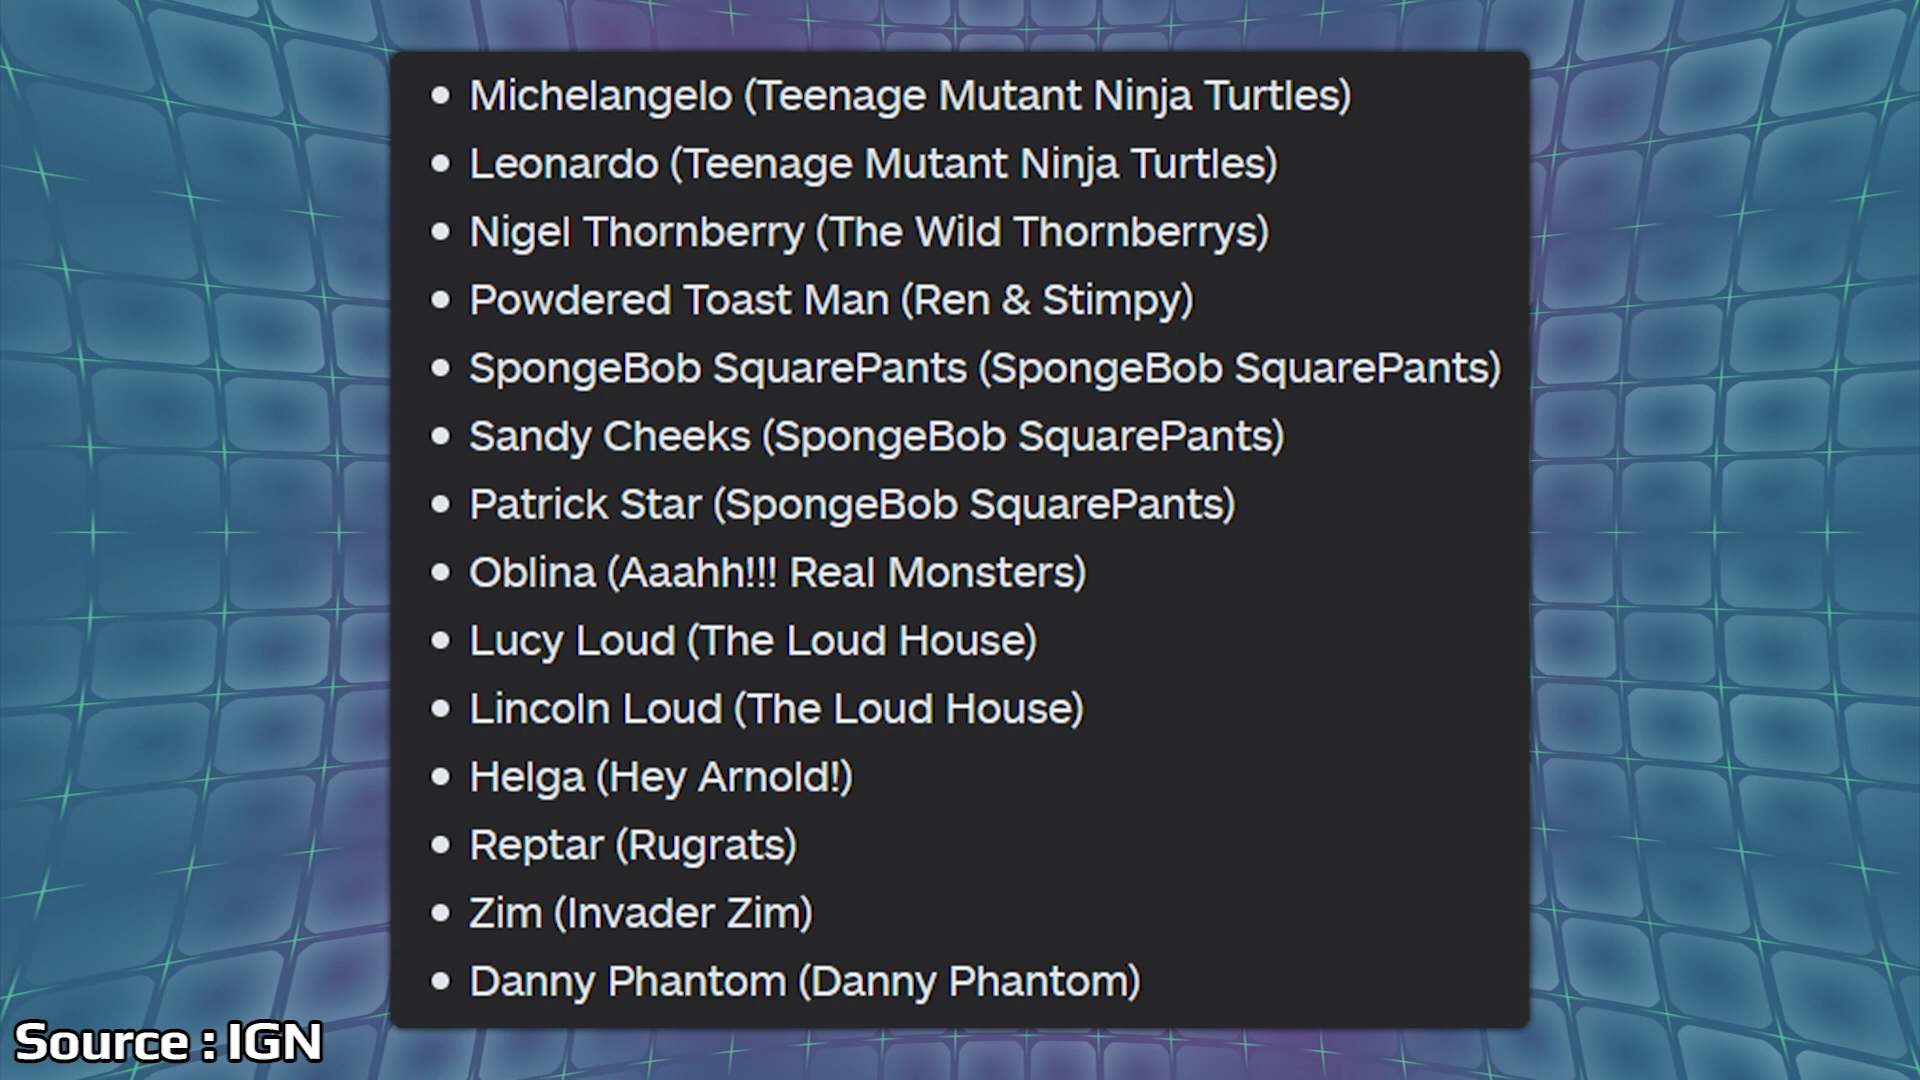 • Michelangelo (Teenage Mutant Ninja Turtles)
• Leonardo (Teenage Mutant Ninja Turtles)
• Nigel Thornberry (The Wild Thornberrys)
• Powdered Toast Man (Ren & Stimpy)
• SpongeBob SquarePants (SpongeBob SquarePants)
• Sandy Cheeks (SpongeBob SquarePants)
• Patrick Star (SpongeBob SquarePants)
• Oblina (Aaahh!!! Real Monsters)
• Lucy Loud (The Loud House)
• Lincoln Loud (The Loud House)
• Helga (Hey Arnold!)
• Reptar (Rugrats)
• Zim (Invader Zim)
• Danny Phantom (Danny Phantom)
Source : IGN